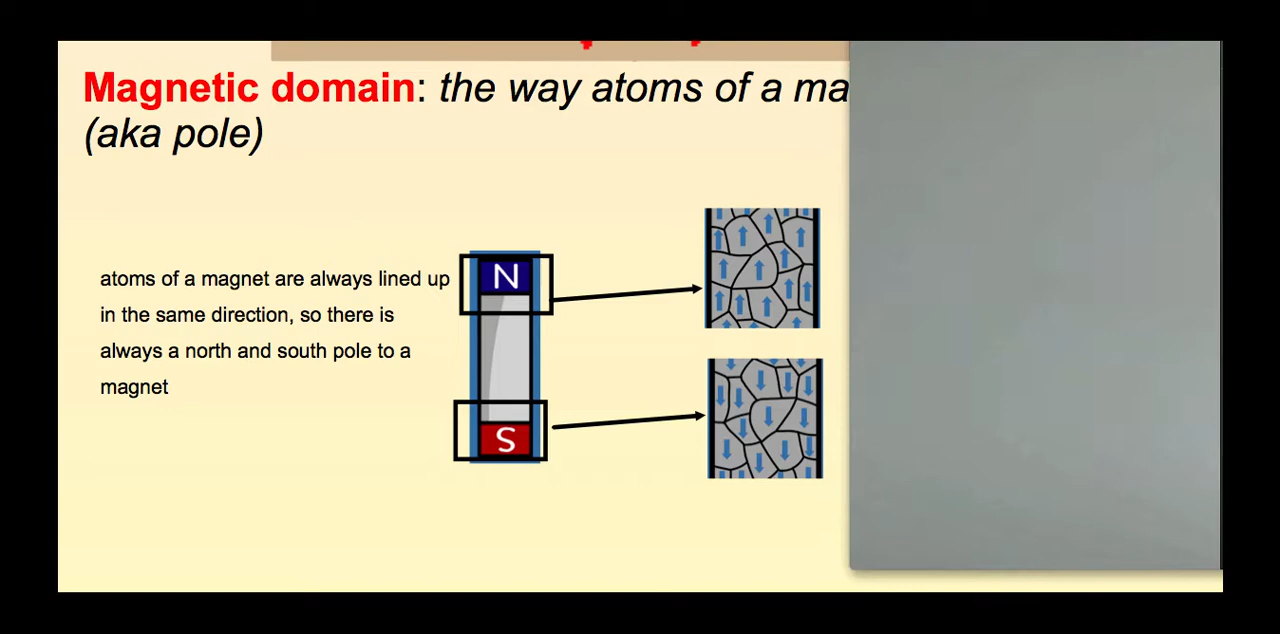 Magnetic domain: the way atoms of a ma
(aka pole)
atoms of a magnet are always lined up
in the same direction, so there is
always a north and south pole to a
magnet
N
S